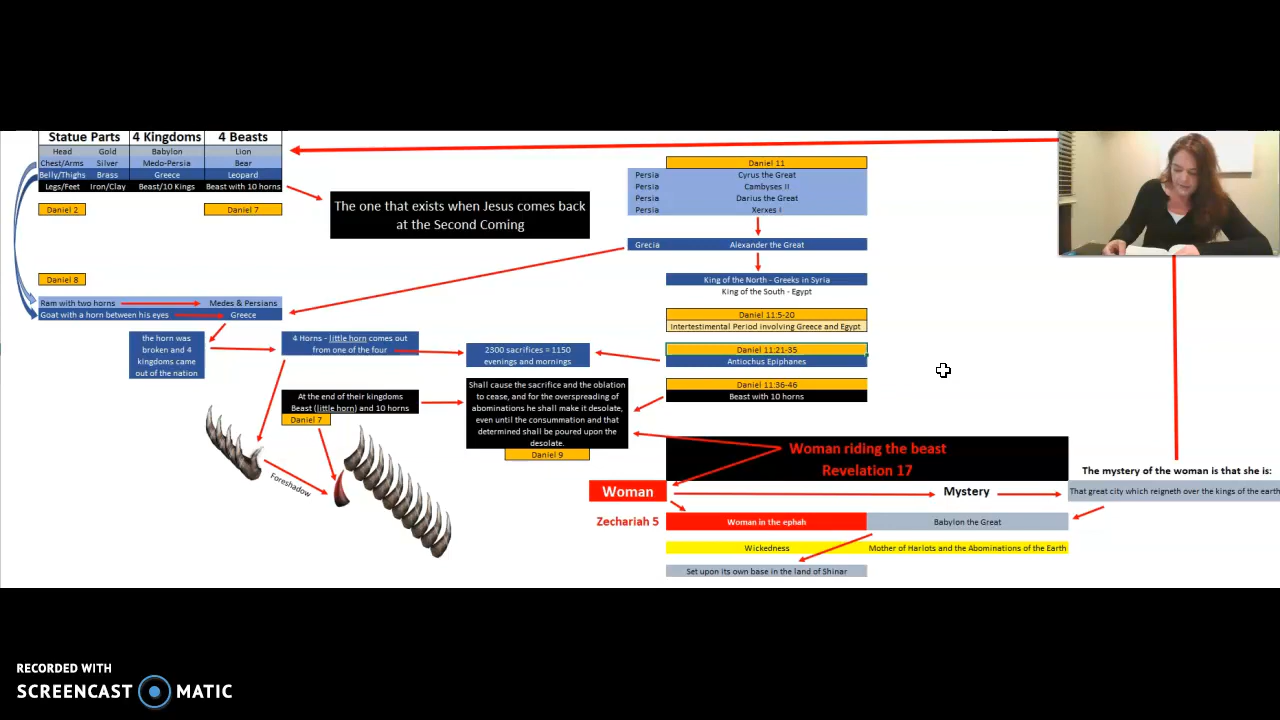 Statue Parts 4 Kingdoms 4 Beasts
Head Gold Babylon Lion
Chest/Arms Silver Medo-Persia Bear
Belly/Thighs Brass Greece Leopard
Legs/Feet Iron/Clay Beast/10 Kings Beast with 10 horns
Daniel 2 Daniel 7
The one that exists when Jesus comes back
at the Second Coming
Daniel 11
Persia Cyrus the Great
Persia Cambyses II
Persia Darius the Great
Persia Xerxes I
Grecia Alexander the Great
King of the North - Greeks in Syria
King of the South - Egypt
Daniel 11:5-20
Intertestimental Period involving Greece and Egypt
Daniel 11:21-35
Antiochus Epiphanes
Daniel 11:36-46
Beast with 10 horns
Daniel 8
Ram with two horns Medes & Persians
Goat with a horn between his eyes Greece
the horn was
broken and 4
kingdoms came
out of the nation
4 Horns - little horn comes out
from one of the four
2300 sacrifices = 1150
evenings and mornings
At the end of their kingdoms
Beast (little horn) and 10 horns
Daniel 7
Shall cause the sacrifice and the oblation
to cease, and for the overspreading of
abominations he shall make it desolate,
even until the consummation and that
determined shall be poured upon the
desolate.
Daniel 9
Foreshadow
Woman riding the beast
Revelation 17
Woman Mystery
The mystery of the woman is that she is:
That great city which reigneth over the kings of the earth
Zechariah 5 Woman in the ephah Babylon the Great
Wickedness Mother of Harlots and the Abominations of the Earth
Set upon its own base in the land of Shinar
RECORDED WITH
SCREENCAST MATIC